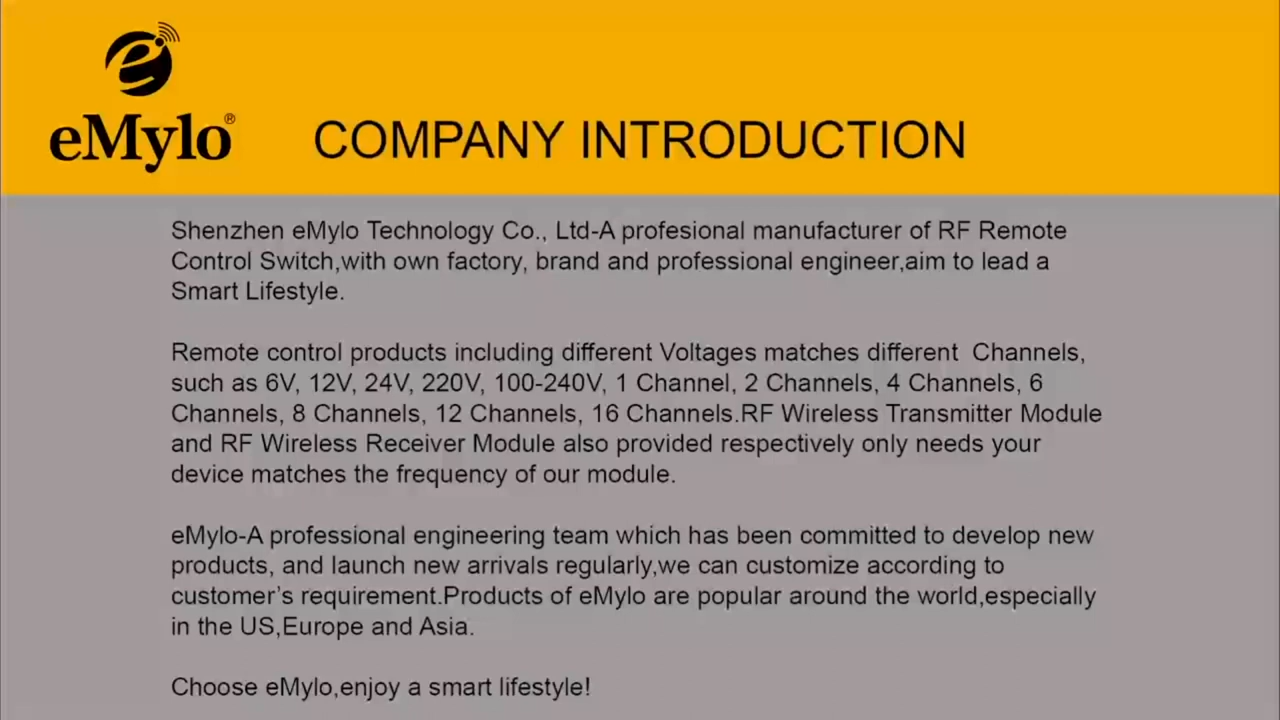 eMylo®
COMPANY INTRODUCTION
Shenzhen eMylo Technology Co., Ltd-A profesional manufacturer of RF Remote
Control Switch,with own factory, brand and professional engineer,aim to lead a
Smart Lifestyle.
Remote control products including different Voltages matches different  Channels,
such as 6V, 12V, 24V, 220V, 100-240V, 1 Channel, 2 Channels, 4 Channels, 6
Channels, 8 Channels, 12 Channels, 16 Channels.RF Wireless Transmitter Module
and RF Wireless Receiver Module also provided respectively only needs your
device matches the frequency of our module.
eMylo-A professional engineering team which has been committed to develop new
products, and launch new arrivals regularly,we can customize according to
customer’s requirement.Products of eMylo are popular around the world,especially
in the US,Europe and Asia.
Choose eMylo,enjoy a smart lifestyle!